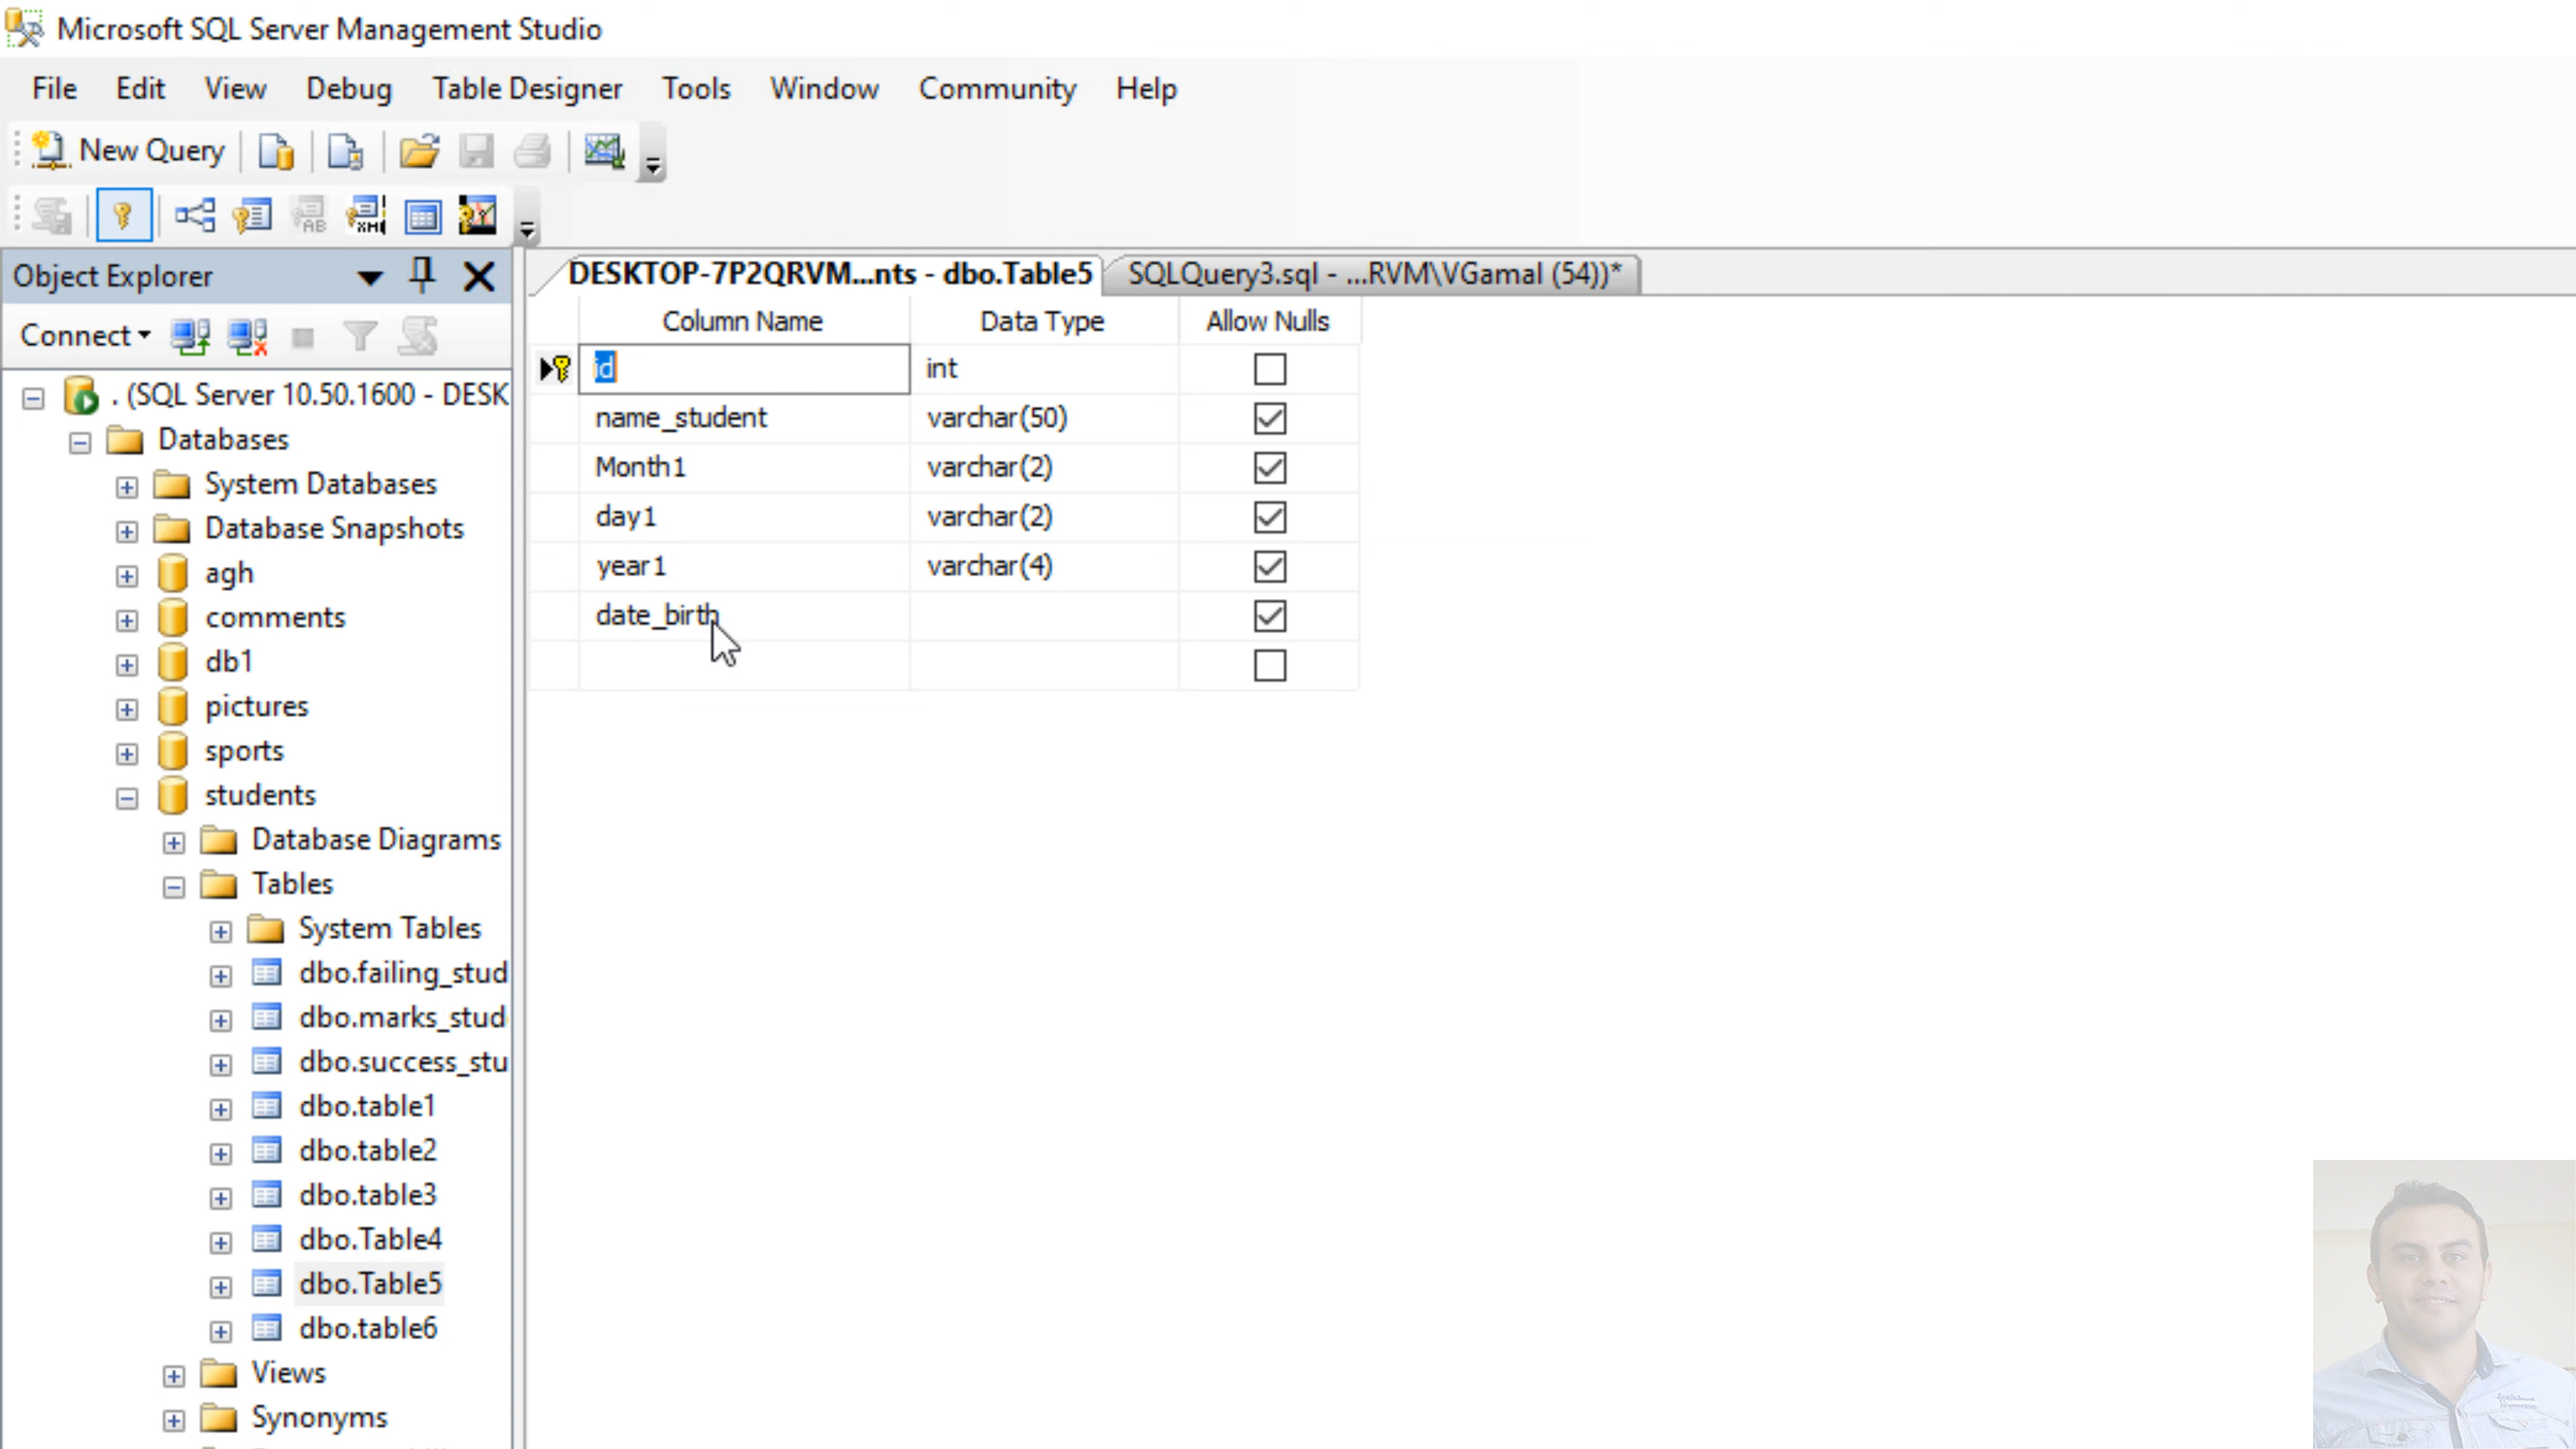 Microsoft SQL Server Management Studio
File Edit View Debug Table Designer Tools Window Community Help
New Query
Object Explorer
Connect
. (SQL Server 10.50.1600 - DESK
Databases
System Databases
Database Snapshots
agh
comments
db1
pictures
sports
students
Database Diagrams
Tables
System Tables
dbo.failing_stud
dbo.marks_stud
dbo.success_stu
dbo.table1
dbo.table2
dbo.table3
dbo.Table4
dbo.Table5
dbo.table6
Views
Synonyms
DESKTOP-7P2QRVM...nts - dbo.Table5 SQLQuery3.sql - ...RVM\VGamal (54))*
Column Name Data Type Allow Nulls
id int
name_student varchar(50)
Month1 varchar(2)
day1 varchar(2)
year1 varchar(4)
date_birth